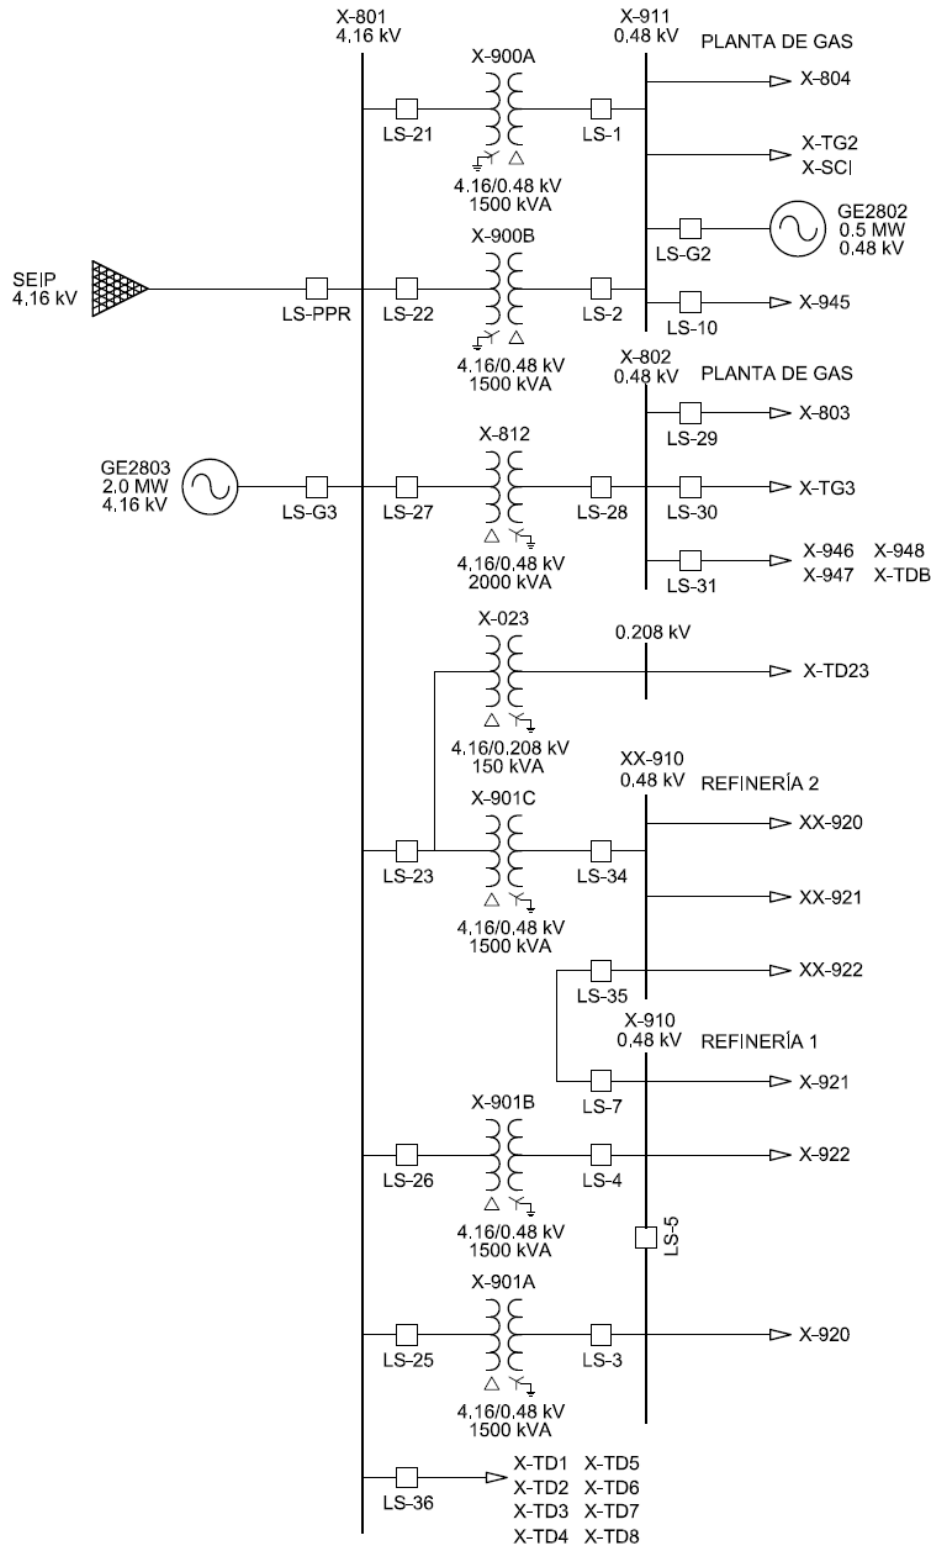 X-801
4.16 kV
X-911
0.48 kV
PLANTA DE GAS
X-900A
X-804
LS-21
LS-1
X-TG2
X-SCI
4.16/0.48 kV
1500 kVA
GE2802
0.5 MW
0.48 kV
X-900B
LS-G2
SEIP
4.16 kV
LS-PPR
LS-22
LS-2
X-945
LS-10
4.16/0.48 kV
1500 kVA
X-802
0.48 kV
PLANTA DE GAS
X-803
X-812
LS-29
GE2803
2.0 MW
4.16 kV
X-TG3
LS-G3
LS-27
LS-28
LS-30
4.16/0.48 kV
2000 kVA
X-946 X-948
X-947 X-TDB
LS-31
X-023
0.208 kV
X-TD23
4.16/0.208 kV
150 kVA
XX-910
0.48 kV
REFINERÍA 2
X-901C
XX-920
LS-23
LS-34
XX-921
4.16/0.48 kV
1500 kVA
XX-922
LS-35
X-910
0.48 kV
REFINERÍA 1
X-921
X-901B
LS-7
X-922
LS-26
LS-4
4.16/0.48 kV
1500 kVA
LS-5
X-901A
X-920
LS-25
LS-3
4.16/0.48 kV
1500 kVA
X-TD1 X-TD5
X-TD2 X-TD6
X-TD3 X-TD7
X-TD4 X-TD8
LS-36